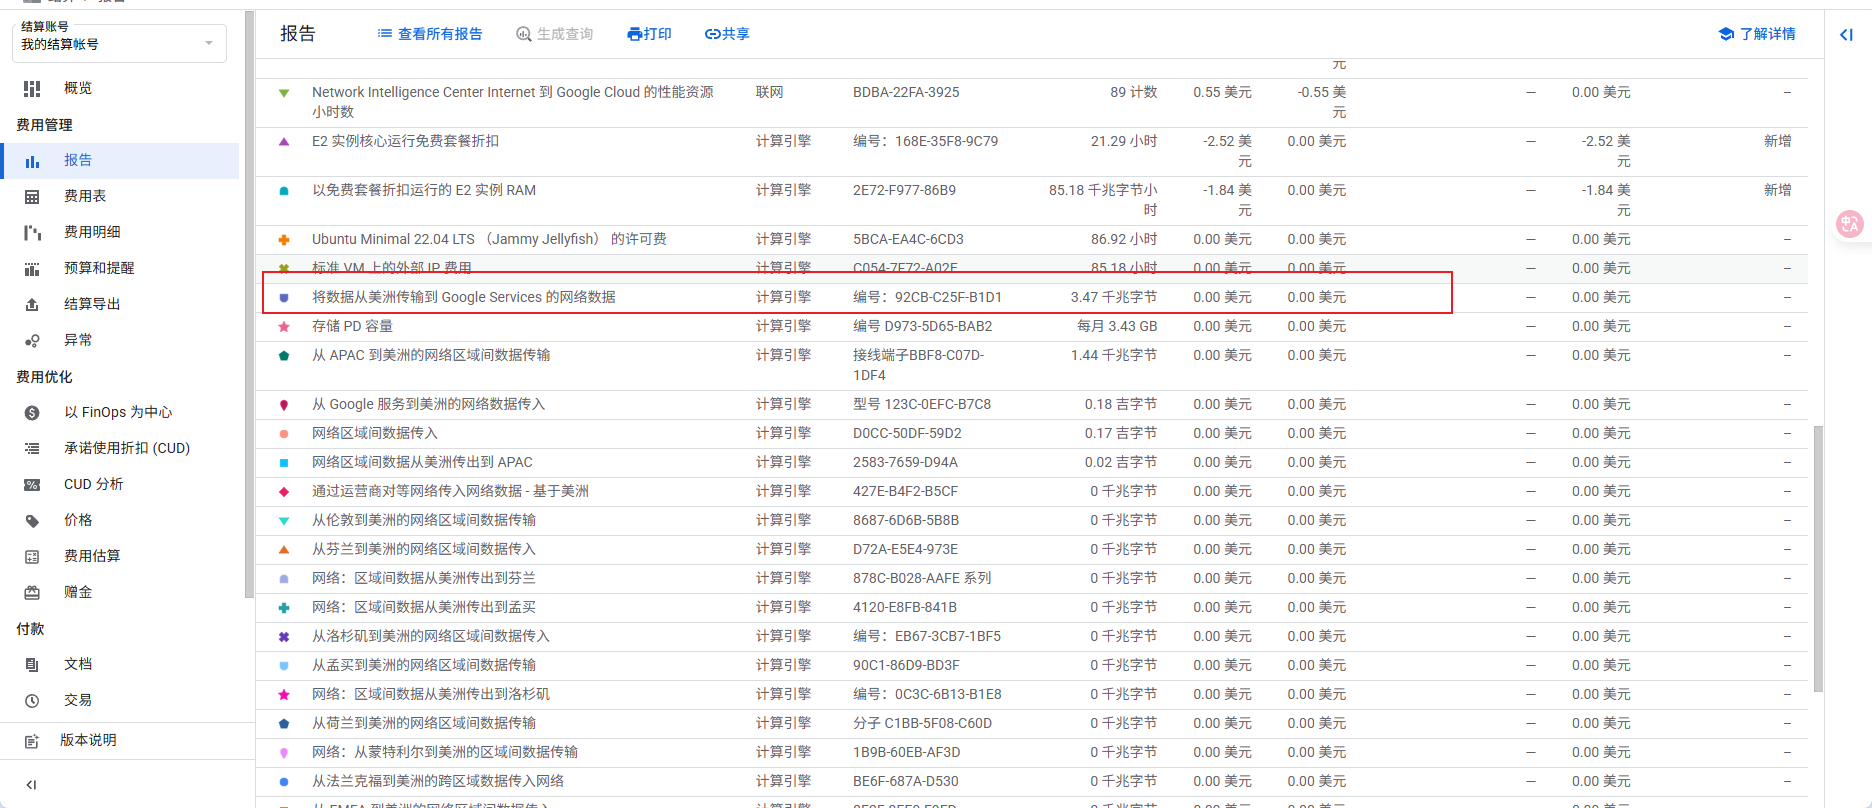 结算账号
我的结算帐号
概览
费用管理
报告
费用表
费用明细
预算和提醒
结算导出
异常
费用优化
以 FinOps 为中心
承诺使用折扣 (CUD)
CUD 分析
价格
费用估算
赠金
付款
文档
交易
版本说明
报告 查看所有报告 生成查询 打印 共享 了解详情
元
Network Intelligence Center Internet 到 Google Cloud 的性能资源 联网 BDBA-22FA-3925 89 计数 0.55 美元 -0.55 美 — 0.00 美元 –
小时数 元
E2 实例核心运行免费套餐折扣 计算引擎 编号：168E-35F8-9C79 21.29 小时 -2.52 美 0.00 美元 — -2.52 美 新增
元 元
以免费套餐折扣运行的 E2 实例 RAM 计算引擎 2E72-F977-86B9 85.18 千兆字节小 -1.84 美 0.00 美元 — -1.84 美 新增
时 元 元
Ubuntu Minimal 22.04 LTS （Jammy Jellyfish） 的许可费 计算引擎 5BCA-EA4C-6CD3 86.92 小时 0.00 美元 0.00 美元 — 0.00 美元 –
标准 VM 上的外部 IP 费用 计算引擎 C054-7F72-A02E 85.18 小时 0.00 美元 0.00 美元 — 0.00 美元 –
将数据从美洲传输到 Google Services 的网络数据 计算引擎 编号：92CB-C25F-B1D1 3.47 千兆字节 0.00 美元 0.00 美元 — 0.00 美元 –
存储 PD 容量 计算引擎 编号 D973-5D65-BAB2 每月 3.43 GB 0.00 美元 0.00 美元 — 0.00 美元 –
从 APAC 到美洲的网络区域间数据传输 计算引擎 接线端子BBF8-C07D- 1.44 千兆字节 0.00 美元 0.00 美元 — 0.00 美元 –
1DF4
从 Google 服务到美洲的网络数据传入 计算引擎 型号 123C-0EFC-B7C8 0.18 吉字节 0.00 美元 0.00 美元 — 0.00 美元 –
网络区域间数据传入 计算引擎 D0CC-50DF-59D2 0.17 吉字节 0.00 美元 0.00 美元 — 0.00 美元 –
网络区域间数据从美洲传出到 APAC 计算引擎 2583-7659-D94A 0.02 吉字节 0.00 美元 0.00 美元 — 0.00 美元 –
通过运营商对等网络传入网络数据 - 基于美洲 计算引擎 427E-B4F2-B5CF 0 千兆字节 0.00 美元 0.00 美元 — 0.00 美元 –
从伦敦到美洲的网络区域间数据传输 计算引擎 8687-6D6B-5B8B 0 千兆字节 0.00 美元 0.00 美元 — 0.00 美元 –
从芬兰到美洲的网络区域间数据传入 计算引擎 D72A-E5E4-973E 0 千兆字节 0.00 美元 0.00 美元 — 0.00 美元 –
网络：区域间数据从美洲传出到芬兰 计算引擎 878C-B028-AAFE 系列 0 千兆字节 0.00 美元 0.00 美元 — 0.00 美元 –
网络：区域间数据从美洲传出到孟买 计算引擎 4120-E8FB-841B 0 千兆字节 0.00 美元 0.00 美元 — 0.00 美元 –
从洛杉矶到美洲的网络区域间数据传入 计算引擎 编号：EB67-3CB7-1BF5 0 千兆字节 0.00 美元 0.00 美元 — 0.00 美元 –
从孟买到美洲的网络区域间数据传输 计算引擎 90C1-86D9-BD3F 0 千兆字节 0.00 美元 0.00 美元 — 0.00 美元 –
网络：区域间数据从美洲传出到洛杉矶 计算引擎 编号：0C3C-6B13-B1E8 0 千兆字节 0.00 美元 0.00 美元 — 0.00 美元 –
从荷兰到美洲的网络区域间数据传输 计算引擎 分子 C1BB-5F08-C60D 0 千兆字节 0.00 美元 0.00 美元 — 0.00 美元 –
网络：从蒙特利尔到美洲的区域间数据传输 计算引擎 1B9B-60EB-AF3D 0 千兆字节 0.00 美元 0.00 美元 — 0.00 美元 –
从法兰克福到美洲的跨区域数据传入网络 计算引擎 BE6F-687A-D530 0 千兆字节 0.00 美元 0.00 美元 — 0.00 美元 –